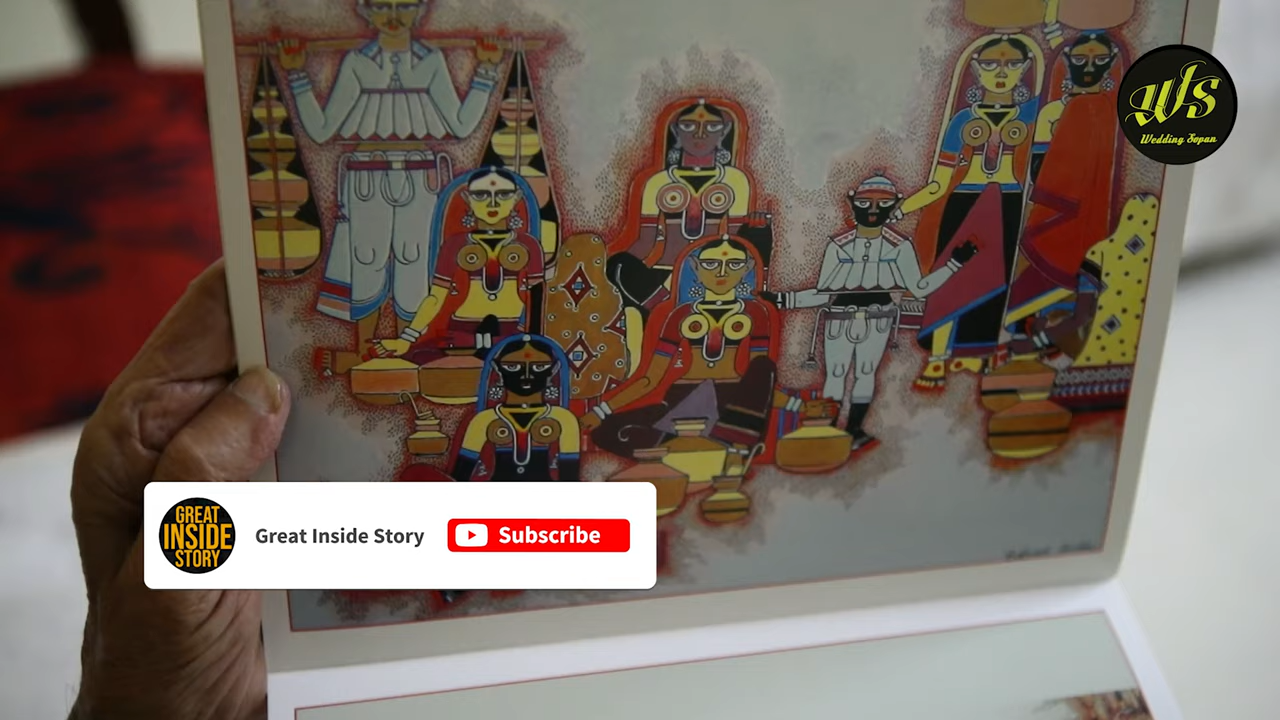 WS
Wedding Sopan
GREAT
INSIDE
STORY
Great Inside Story
Subscribe